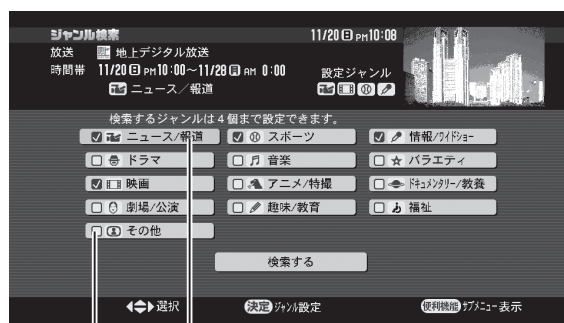 ジャンル検索 11/20 日 PM10:08
放送 地上デジタル放送
時間帯 11/20 日 PM10:00～11/28 月 AM 0:00 設定ジャンル
ニュース／報道
検索するジャンルは4個まで設定できます。
ニュース/報道 スポーツ 情報/ワイドショー
ドラマ 音楽 バラエティ
映画 アニメ/特撮 ドキュメンタリー/教養
劇場/公演 趣味/教育 福祉
その他
検索する
選択 決定 ジャンル設定 便利機能 サブメニュー表示